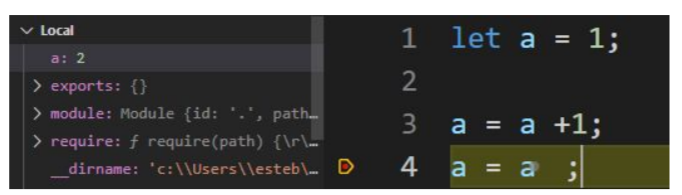 Local
a: 2
exports: {}
module: Module {id: '.', path…
require: ƒ require(path) {\r\…
__dirname: 'c:\\Users\\esteb\…
1 let a = 1;
2
3 a = a +1;
4 a = a ;